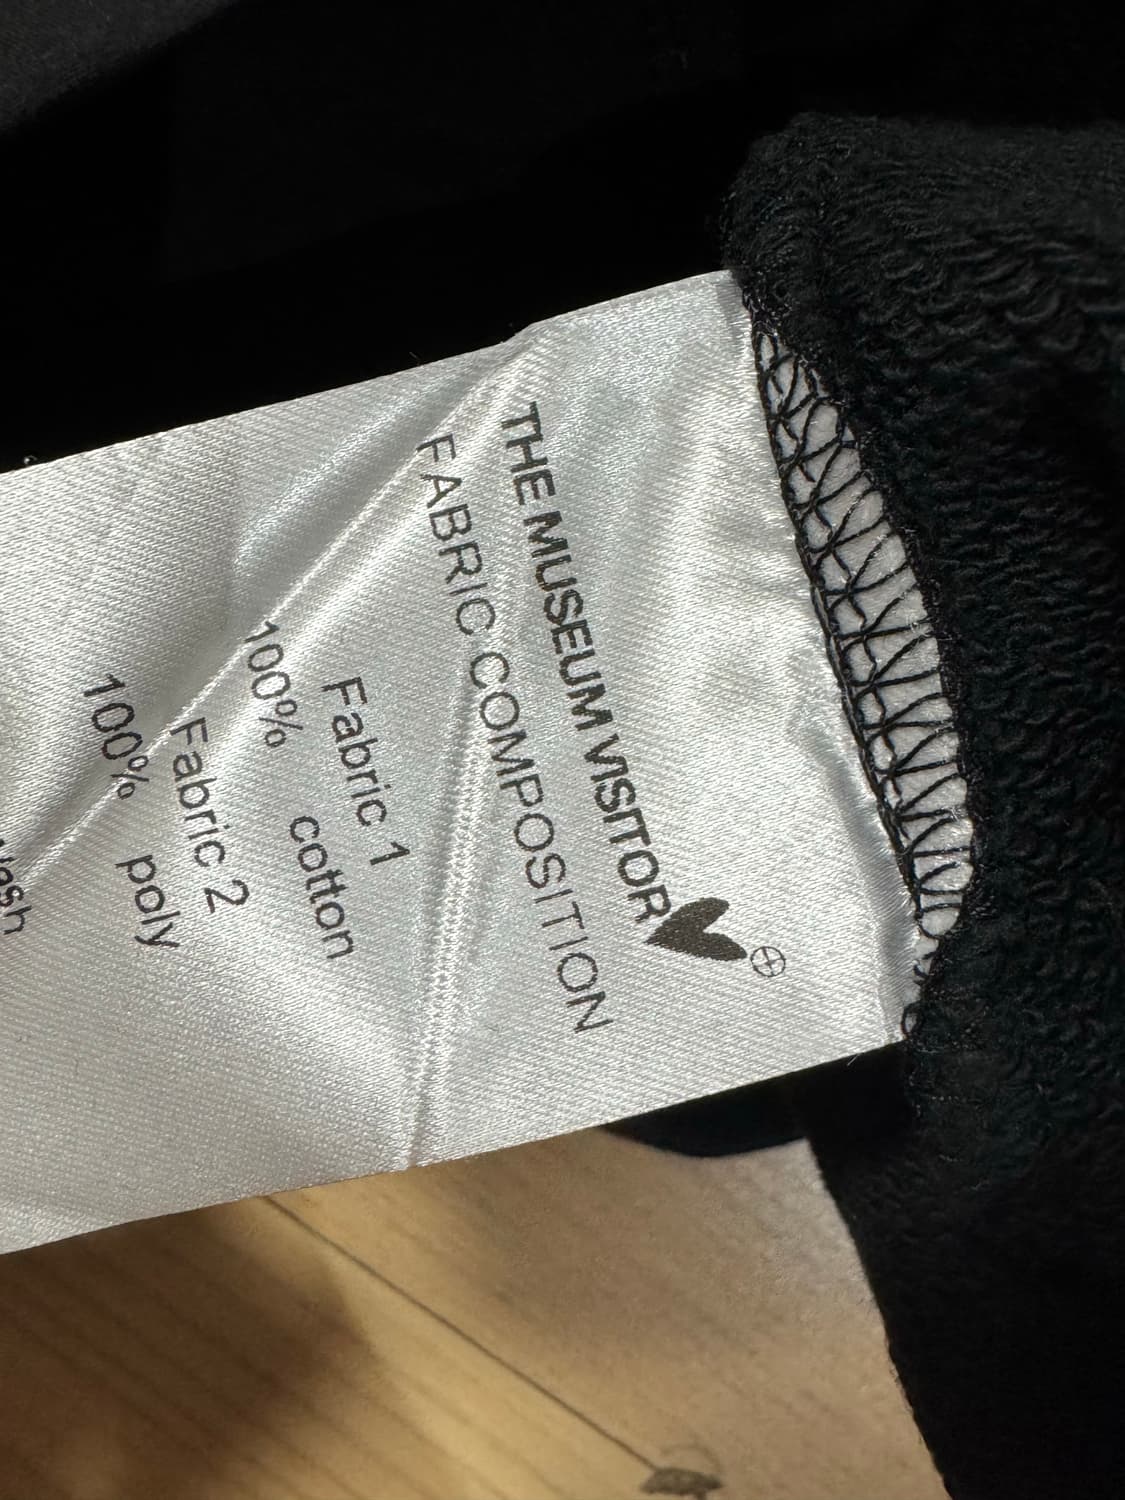 THE MUSEUM VISITOR
FABRIC COMPOSITION
Fabric 1
100% cotton
Fabric 2
100% poly